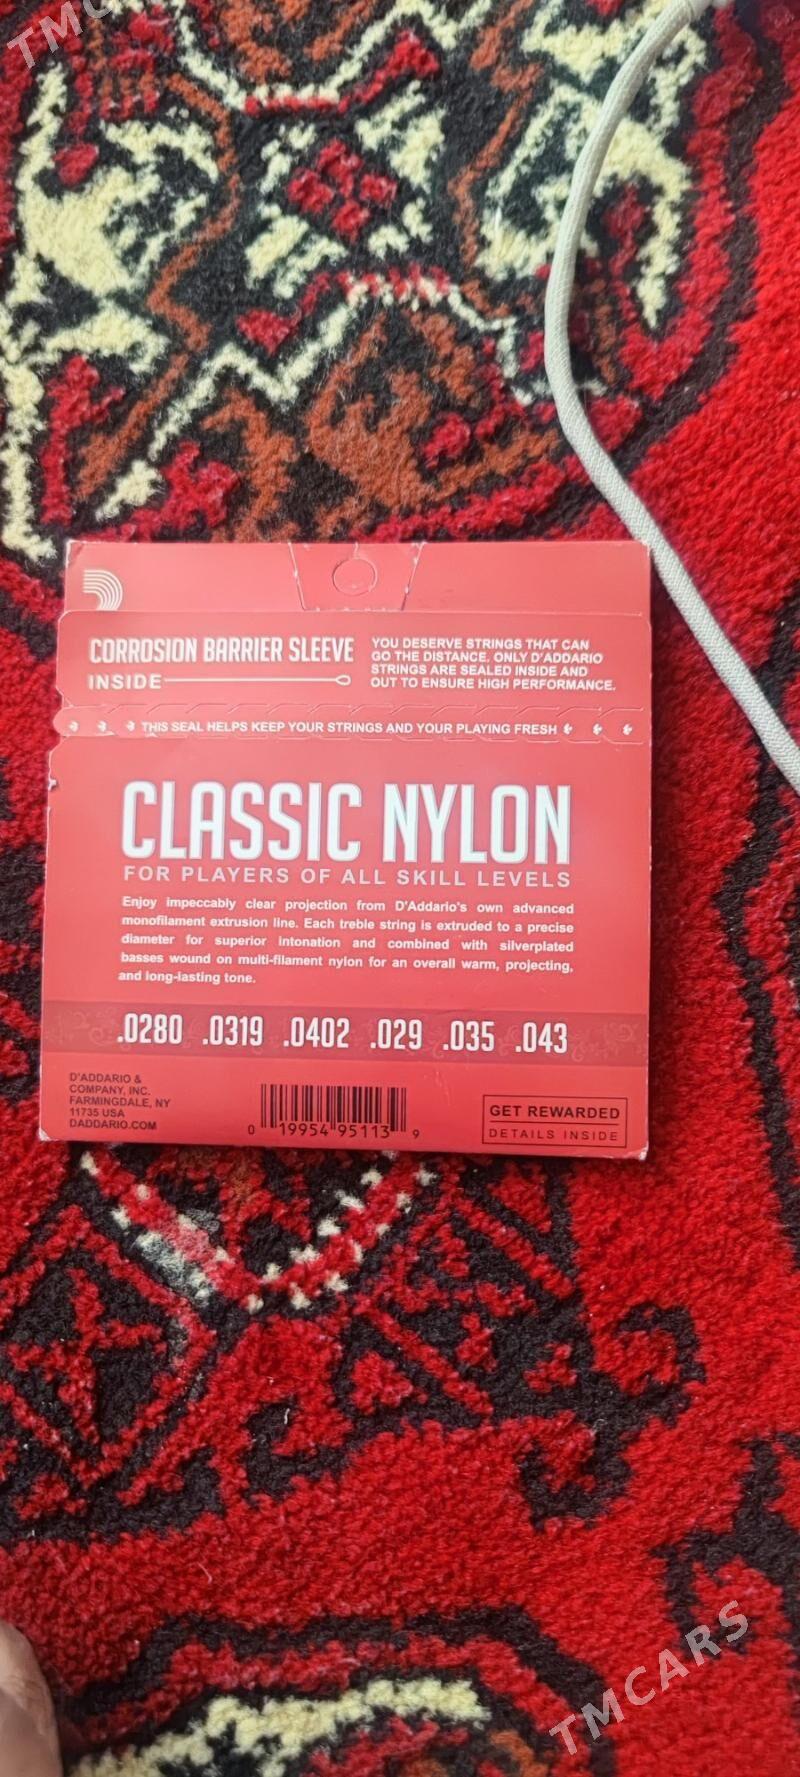 TMC
CORROSION BARRIER SLEEVE
INSIDE
YOU DESERVE STRINGS THAT CAN
GO THE DISTANCE. ONLY D'ADDARIO
STRINGS ARE SEALED INSIDE AND
OUT TO ENSURE HIGH PERFORMANCE.
THIS SEAL HELPS KEEP YOUR STRINGS AND YOUR PLAYING FRESH
CLASSIC NYLON
FOR PLAYERS OF ALL SKILL LEVELS
Enjoy impeccably clear projection from D'Addario's own advanced
monofilament extrusion line. Each treble string is extruded to a precise
diameter for superior intonation and combined with silverplated
basses wound on multi-filament nylon for an overall warm, projecting,
and long-lasting tone.
.0280 .0319 .0402 .029 .035 .043
D'ADDARIO &
COMPANY, INC.
FARMINGDALE, NY
11735 USA
DADDARIO.COM
0 19954 95113 9
GET REWARDED
DETAILS INSIDE
TMCARS